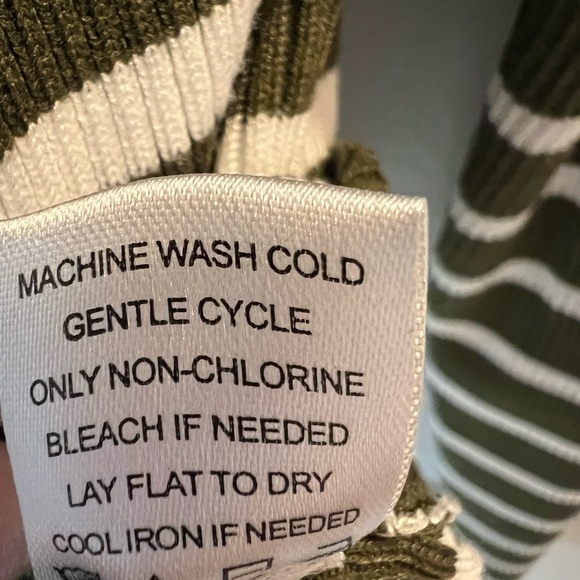 MACHINE WASH COLD
GENTLE CYCLE
ONLY NON-CHLORINE
BLEACH IF NEEDED
LAY FLAT TO DRY
COOL IRON IF NEEDED